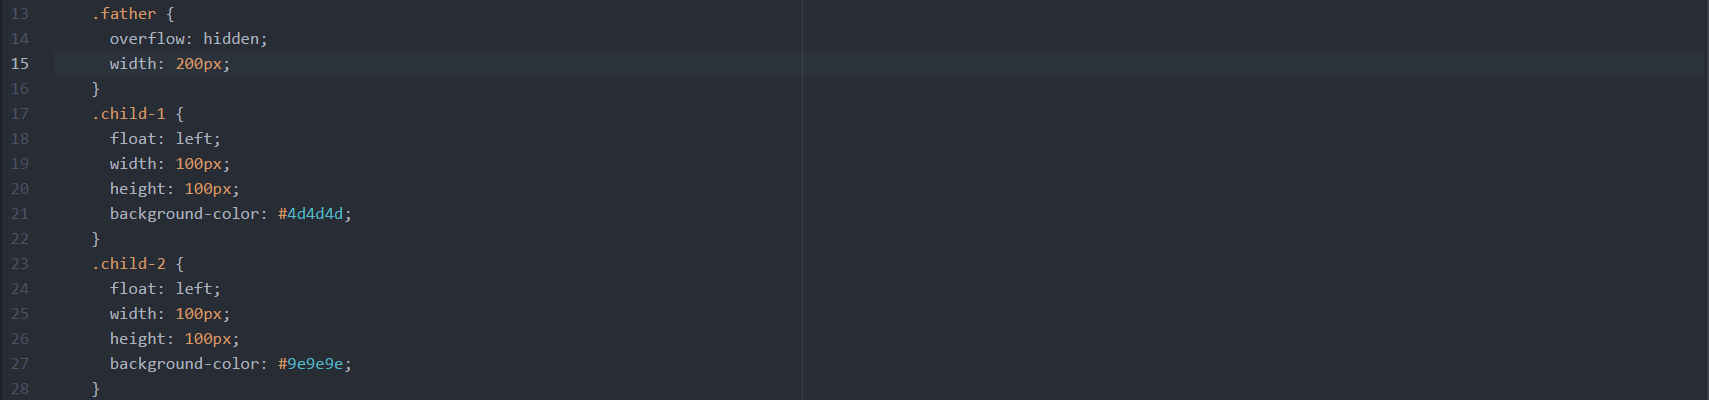 13 .father {
14 overflow: hidden;
15 width: 200px;
16 }
17 .child-1 {
18 float: left;
19 width: 100px;
20 height: 100px;
21 background-color: #4d4d4d;
22 }
23 .child-2 {
24 float: left;
25 width: 100px;
26 height: 100px;
27 background-color: #9e9e9e;
28 }